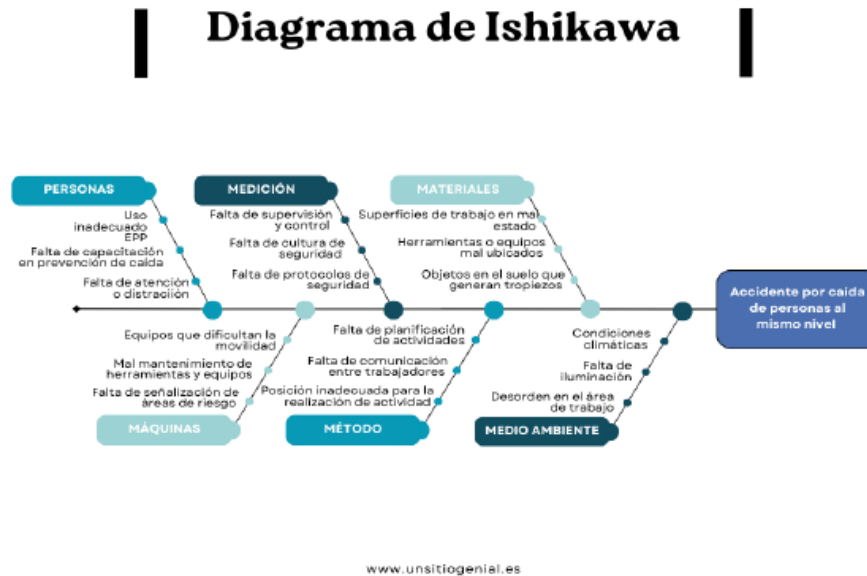 Diagrama de Ishikawa
PERSONAS
Uso
inadecuado
EPP
Falta de capacitación
en prevención de caída
Falta de atención
o distraciión
MEDICIÓN
Falta de supervisión
y control
Falta de cultura de
seguridad
Falta de protocolos de
seguridad
MATERIALES
Superficies de trabajo en mal
estado
Herramientas o equipos
mal ubicados
Objetos en el suelo que
generan tropiezos
Accidente por caída
de personas al
mismo nivel
Equipos que dificultan la
movilidad
Mal mantenimiento de
herramientas y equipos
Falta de señalización de
áreas de riesgo
MÁQUINAS
Falta de planificación
de actividades
Falta de comunicación
entre trabajadores
Posición inadecuada para la
realización de actividad
MÉTODO
Condiciones
climáticas
Falta de
iluminación
Desorden en el área
de trabajo
MEDIO AMBIENTE
www.unsitiogenial.es